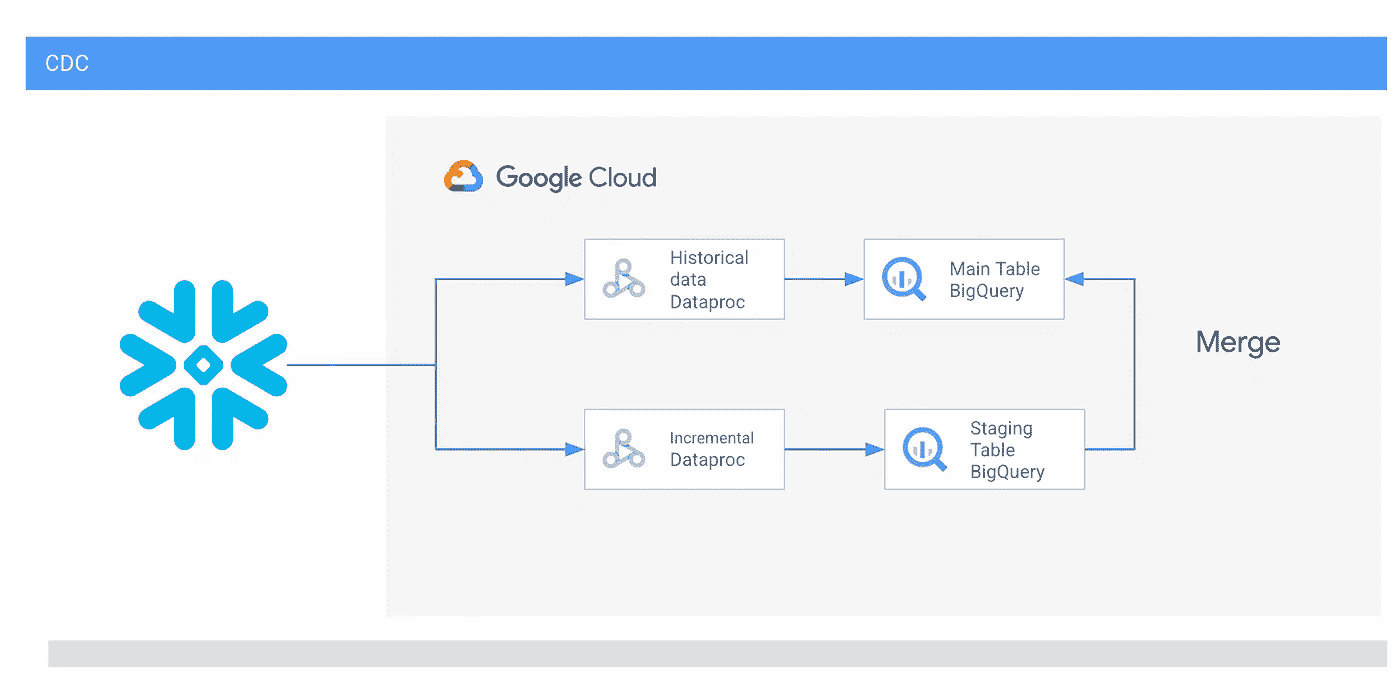 CDC
Google Cloud
Historical
data
Dataproc
Main Table
BigQuery
Merge
Incremental
Dataproc
Staging
Table
BigQuery